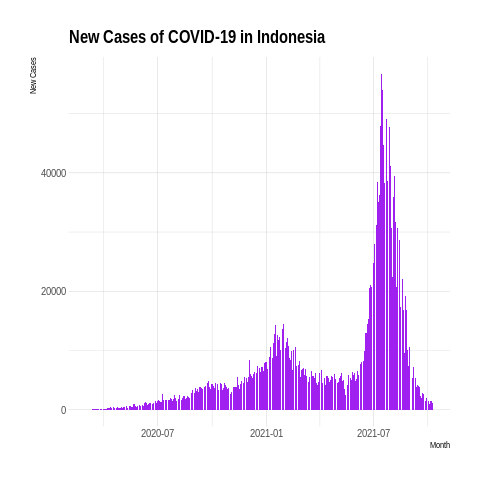 New Cases of COVID-19 in Indonesia
New Cases
40000
20000
0
2020-07
2021-01
2021-07
Month